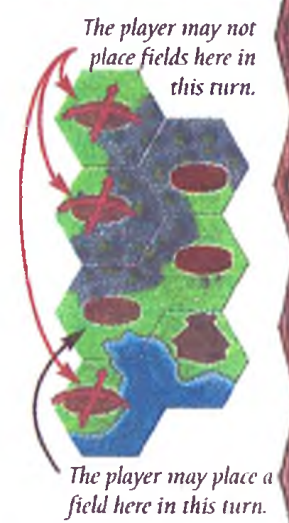 The player may not
place fields here in
this turn.
The player may place a
field here in this turn.